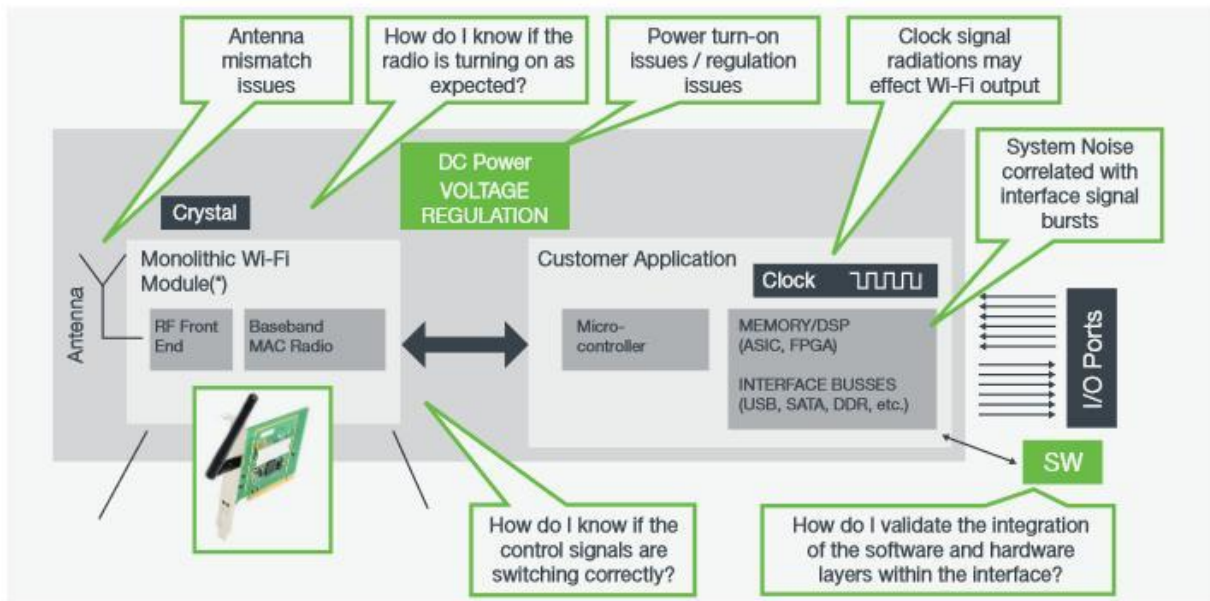 Antenna
mismatch
issues
How do I know if the
radio is turning on as
expected?
Power turn-on
issues / regulation
issues
Clock signal
radiations may
effect Wi-Fi output
System Noise
correlated with
interface signal
bursts
DC Power
VOLTAGE
REGULATION
Crystal
Antenna
Monolithic Wi-Fi
Module(*)
RF Front
End
Baseband
MAC Radio
Customer Application
Clock
Micro-
controller
MEMORY/DSP
(ASIC, FPGA)
INTERFACE BUSSES
(USB, SATA, DDR, etc.)
I/O Ports
SW
How do I know if the
control signals are
switching correctly?
How do I validate the integration
of the software and hardware
layers within the interface?